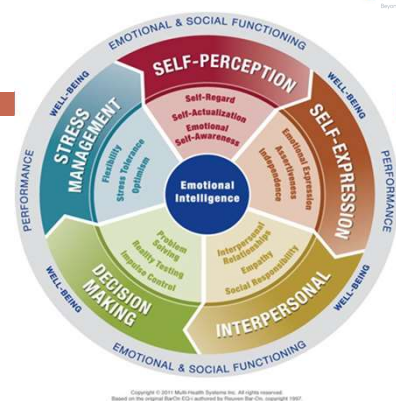 Beyon
EMOTIONAL & SOCIAL FUNCTIONING
WELL-BEING
WELL-BEING
SELF-PERCEPTION
Self-Regard
Self-Actualization
Emotional
Self-Awareness
SELF-EXPRESSION
Emotional Expression
Assertiveness
Independence
PERFORMANCE
INTERPERSONAL
Interpersonal
Relationships
Empathy
Social Responsibility
WELL-BEING
DECISION
MAKING
Problem
Solving
Reality Testing
Impulse Control
WELL-BEING
STRESS
MANAGEMENT
Flexibility
Stress Tolerance
Optimism
PERFORMANCE
Emotional
Intelligence
EMOTIONAL & SOCIAL FUNCTIONING
Copyright © 2011 Multi-Health Systems Inc. All rights reserved.
Based on the original BarOn EQ-i authored by Reuven Bar-On, copyright 1997.